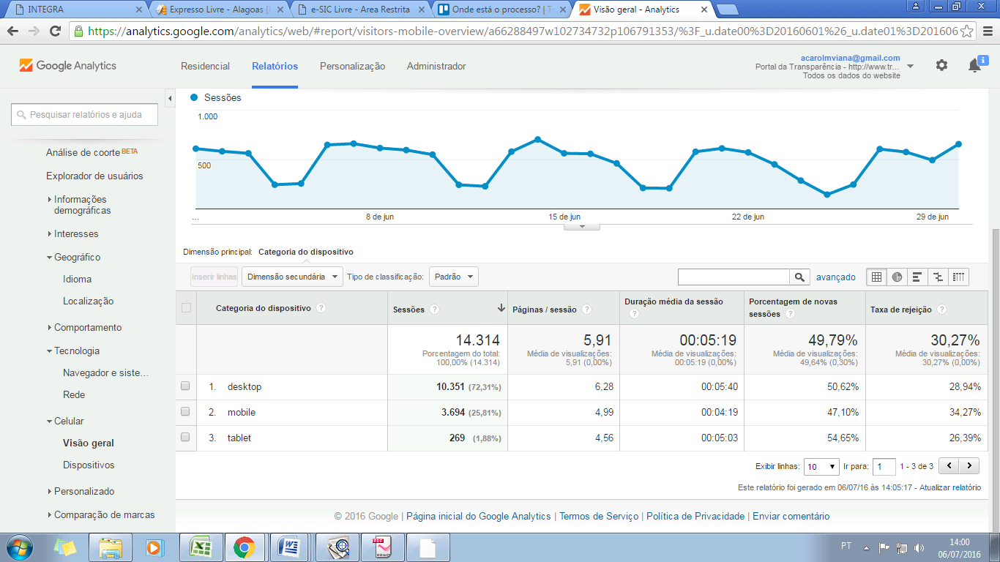 INTEGRA
Expresso Livre - Alagoas [i
e-SIC Livre - Area Restrita
Onde está o processo? | T
Visão geral - Analytics
https://analytics.google.com/analytics/web/#report/visitors-mobile-overview/a66288497w102734732p106791353/%3F_u.date00%3D20160601%26_u.date01%3D201606
Google Analytics
Residencial
Relatórios
Personalização
Administrador
acarolmviana@gmail.com
Portal da Transparência - http://www.tr...
Todos os dados do website
Pesquisar relatórios e ajuda
Análise de coorte BETA
Explorador de usuários
Informações
demográficas
Interesses
Geográfico
Idioma
Localização
Comportamento
Tecnologia
Navegador e siste...
Rede
Celular
Visão geral
Dispositivos
Personalizado
Comparação de marcas
Sessões
1.000
500
...
8 de jun
15 de jun
22 de jun
29 de jun
Dimensão principal: Categoria do dispositivo
Inserir linhas
Dimensão secundária
Tipo de classificação:
Padrão
avançado
Categoria do dispositivo ?
Sessões ?
Páginas / sessão ?
Duração média da sessão
?
Porcentagem de novas
sessões ?
Taxa de rejeição ?
14.314
Porcentagem do total:
100,00% (14.314)
5,91
Média de visualizações:
5,91 (0,00%)
00:05:19
Média de visualizações:
00:05:19 (0,00%)
49,79%
Média de visualizações:
49,64% (0,30%)
30,27%
Média de visualizações:
30,27% (0,00%)
1. desktop 10.351 (72,31%) 6,28 00:05:40 50,62% 28,94%
2. mobile 3.694 (25,81%) 4,99 00:04:19 47,10% 34,27%
3. tablet 269 (1,88%) 4,56 00:05:03 54,65% 26,39%
Exibir linhas: 10 Ir para: 1 1 - 3 de 3
Este relatório foi gerado em 06/07/16 às 14:05:17 - Atualizar relatório
© 2016 Google | Página inicial do Google Analytics | Termos de Serviço | Política de Privacidade | Enviar comentário
PT
14:00
06/07/2016